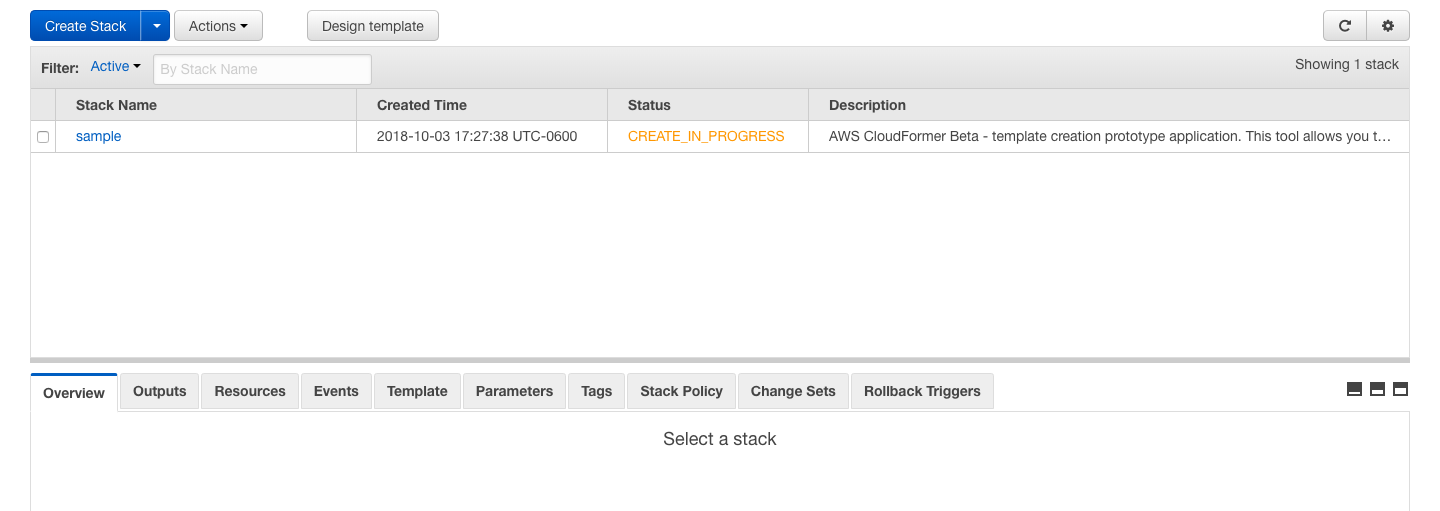 Create Stack Actions Design template
Filter: Active By Stack Name Showing 1 stack
Stack Name Created Time Status Description
sample 2018-10-03 17:27:38 UTC-0600 CREATE_IN_PROGRESS AWS CloudFormer Beta - template creation prototype application. This tool allows you t…
Overview Outputs Resources Events Template Parameters Tags Stack Policy Change Sets Rollback Triggers
Select a stack